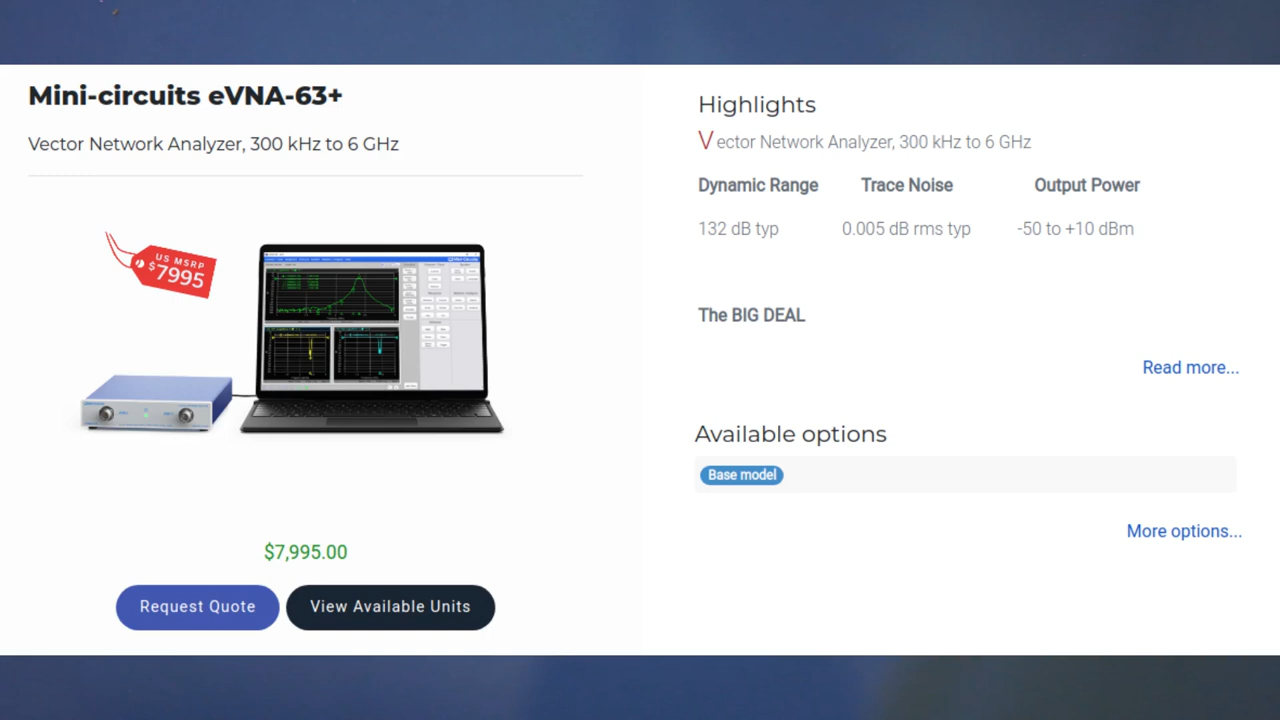 Mini-circuits eVNA-63+
Vector Network Analyzer, 300 kHz to 6 GHz
US MSRP
$7995
$7,995.00
Request Quote
View Available Units
Highlights
Vector Network Analyzer, 300 kHz to 6 GHz
Dynamic Range Trace Noise Output Power
132 dB typ 0.005 dB rms typ -50 to +10 dBm
The BIG DEAL
Read more...
Available options
Base model
More options...